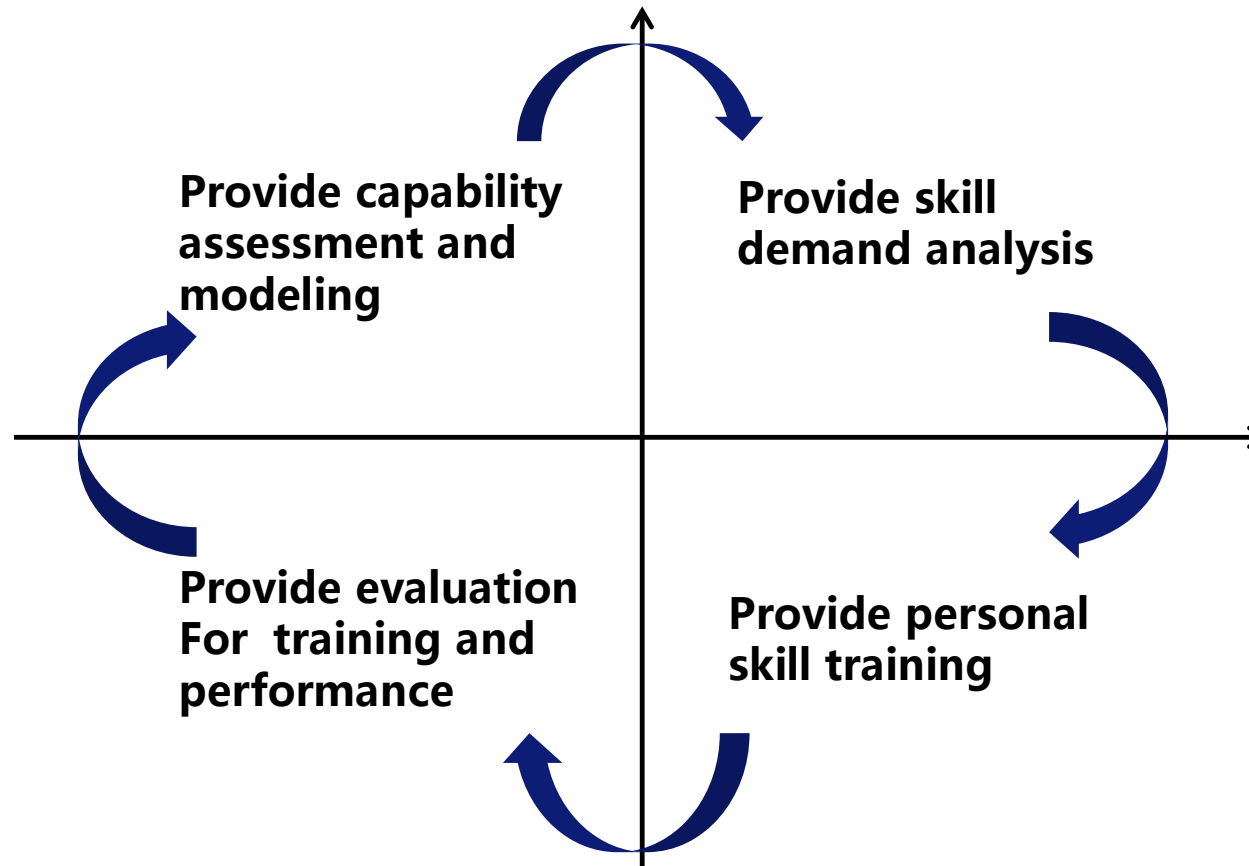 Provide capability
assessment and
modeling
Provide skill
demand analysis
Provide evaluation
For  training and
performance
Provide personal
skill training